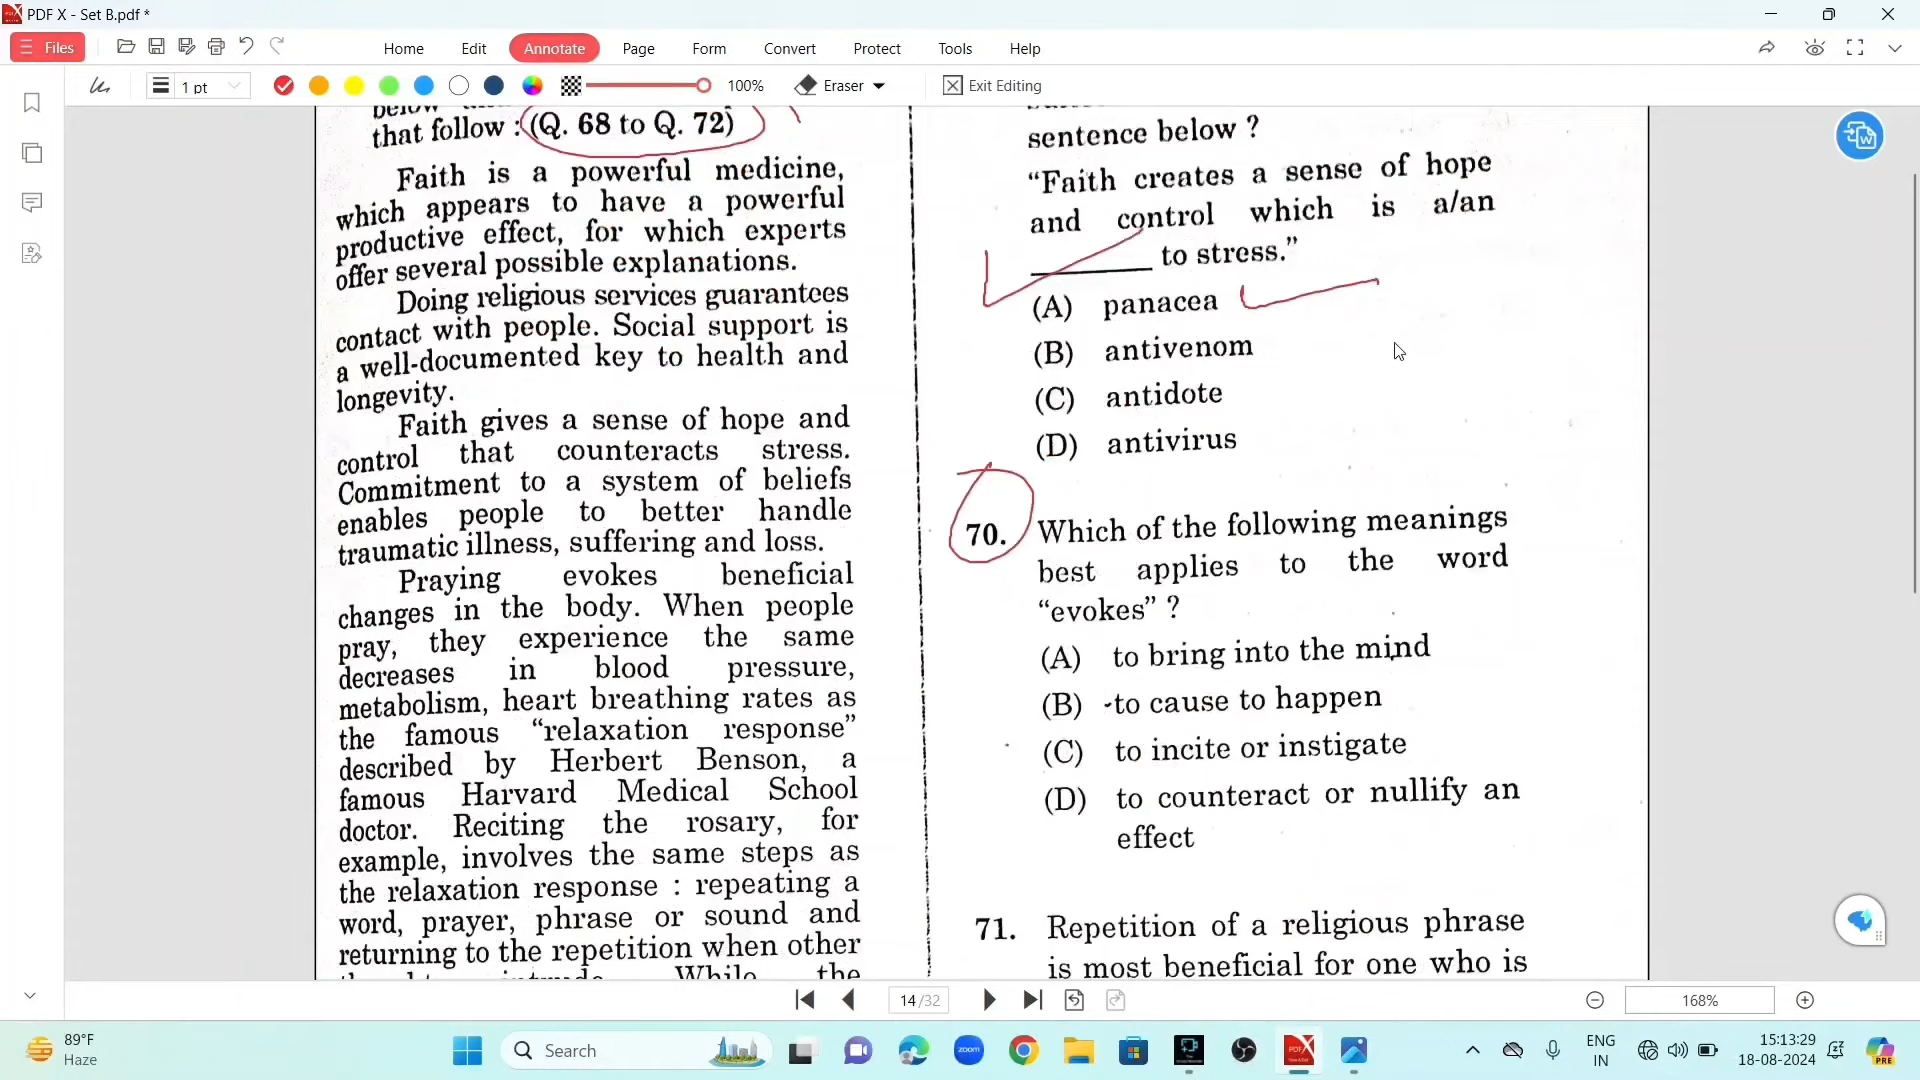 PDF X - Set B.pdf *
Files
Home Edit Annotate Page Form Convert Protect Tools Help
1 pt 100% Eraser Exit Editing
that follow : (Q. 68 to Q. 72)
Faith is a powerful medicine,
which appears to have a powerful
productive effect, for which experts
offer several possible explanations.
Doing religious services guarantees
contact with people. Social support is
a well-documented key to health and
longevity.
Faith gives a sense of hope and
control that counteracts stress.
Commitment to a system of beliefs
enables people to better handle
traumatic illness, suffering and loss.
Praying evokes beneficial
changes in the body. When people
pray, they experience the same
decreases in blood pressure,
metabolism, heart breathing rates as
the famous “relaxation response”
described by Herbert Benson, a
famous Harvard Medical School
doctor. Reciting the rosary, for
example, involves the same steps as
the relaxation response : repeating a
word, prayer, phrase or sound and
returning to the repetition when other
While the
sentence below ?
“Faith creates a sense of hope
and control which is a/an
__________ to stress.”
(A) panacea
(B) antivenom
(C) antidote
(D) antivirus
70. Which of the following meanings
best applies to the word
“evokes” ?
(A) to bring into the mind
(B) -to cause to happen
(C) to incite or instigate
(D) to counteract or nullify an
effect
71. Repetition of a religious phrase
is most beneficial for one who is
14 /32
168%
89°F
Haze
Search
zoom
ENG
IN
15:13:29
18-08-2024
PRE